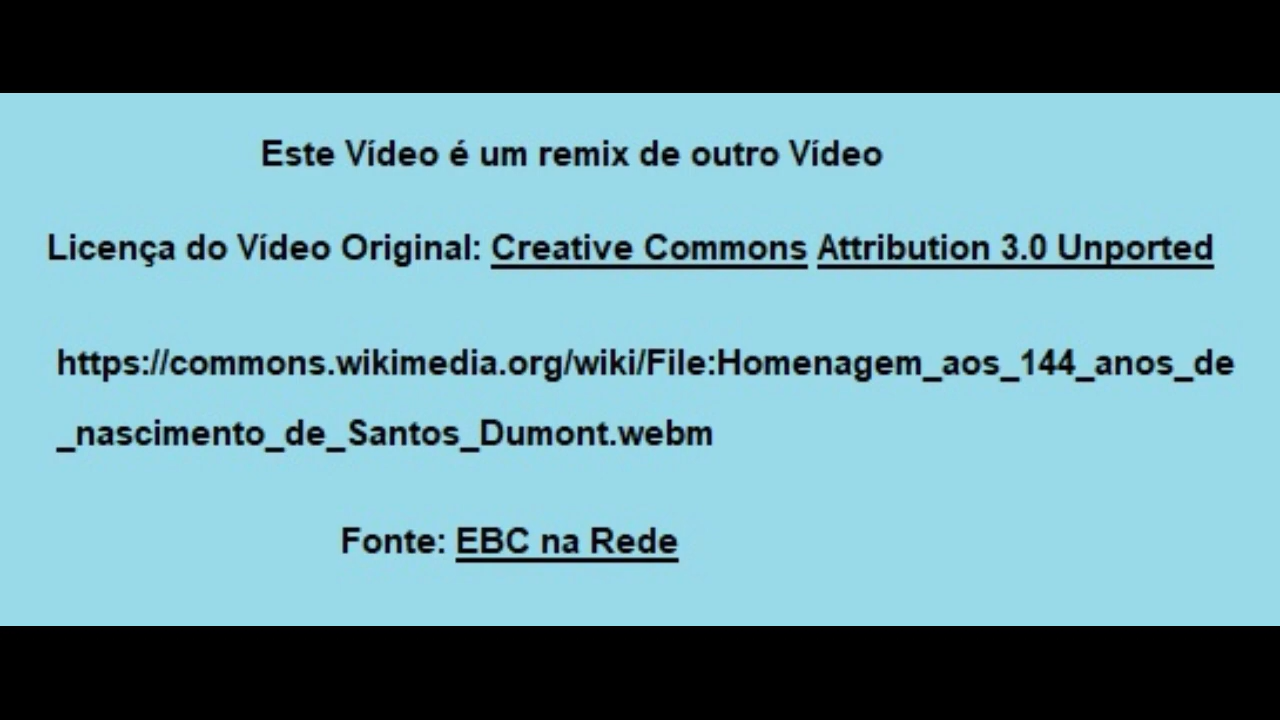 Este Vídeo é um remix de outro Vídeo
Licença do Vídeo Original: Creative Commons Attribution 3.0 Unported
https://commons.wikimedia.org/wiki/File:Homenagem_aos_144_anos_de
_nascimento_de_Santos_Dumont.webm
Fonte: EBC na Rede